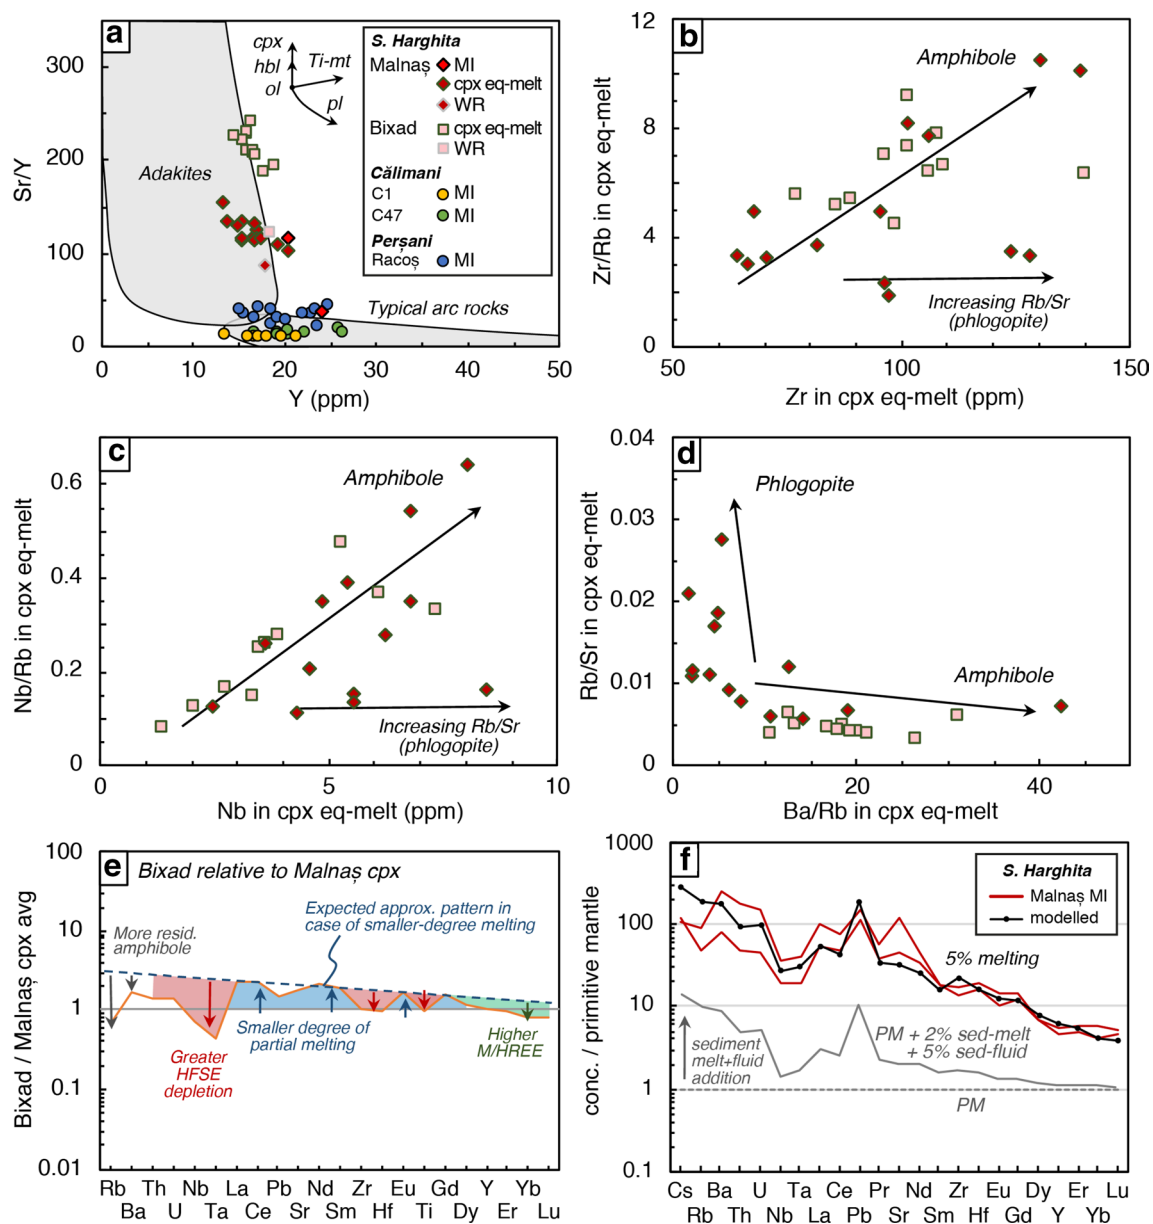 a
cpx
hbl
ol
Ti-mt
pl
S. Harghita
Malnaș
MI
cpx eq-melt
WR
Bixad
cpx eq-melt
WR
Călimani
C1
MI
C47
MI
Perșani
Racoș
MI
Adakites
Typical arc rocks
Sr/Y
300
200
100
0
0 10 20 30 40 50
Y (ppm)
b
Amphibole
Increasing Rb/Sr
(phlogopite)
Zr/Rb in cpx eq-melt
12
8
4
0
50 100 150
Zr in cpx eq-melt (ppm)
c
Amphibole
Increasing Rb/Sr
(phlogopite)
Nb/Rb in cpx eq-melt
0.6
0.4
0.2
0
0 5 10
Nb in cpx eq-melt (ppm)
d
Phlogopite
Amphibole
Rb/Sr in cpx eq-melt
0.04
0.03
0.02
0.01
0
0 20 40
Ba/Rb in cpx eq-melt
e
Bixad relative to Malnaș cpx
More resid.
amphibole
Expected approx. pattern in
case of smaller-degree melting
Greater
HFSE
depletion
Smaller degree of
partial melting
Higher
M/HREE
Bixad / Malnaș cpx avg
100
10
1
0.1
0.01
Rb Th Nb La Pb Nd Zr Eu Gd Y Yb
Ba U Ta Ce Sr Sm Hf Ti Dy Er Lu
f
S. Harghita
Malnaș MI
modelled
5% melting
PM + 2% sed-melt
+ 5% sed-fluid
sediment
melt+fluid
addition
PM
conc. / primitive mantle
1000
100
10
1
0.1
Cs Ba U Ta Ce Pr Nd Zr Eu Dy Er Lu
Rb Th Nb La Pb Sr Sm Hf Gd Y Yb